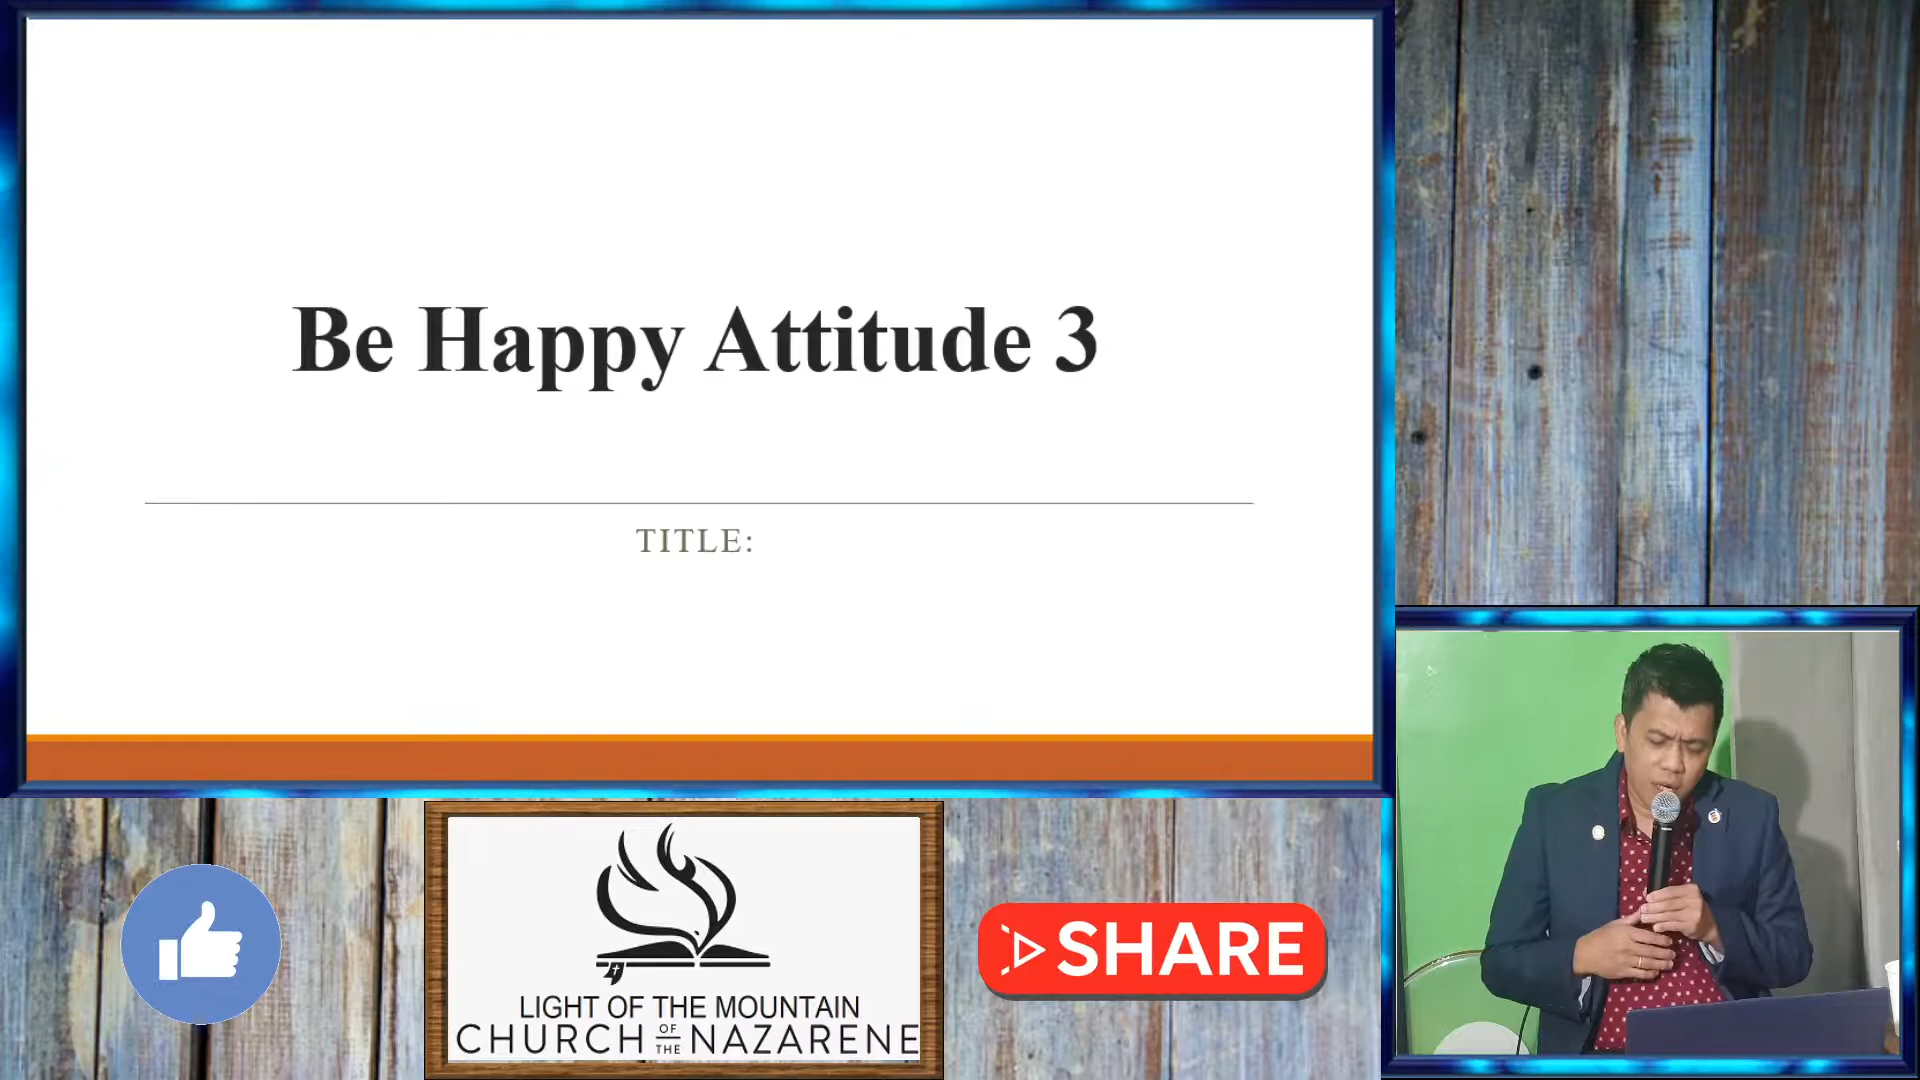 Be Happy Attitude 3
TITLE:
LIGHT OF THE MOUNTAIN
CHURCH OF THE NAZARENE
SHARE